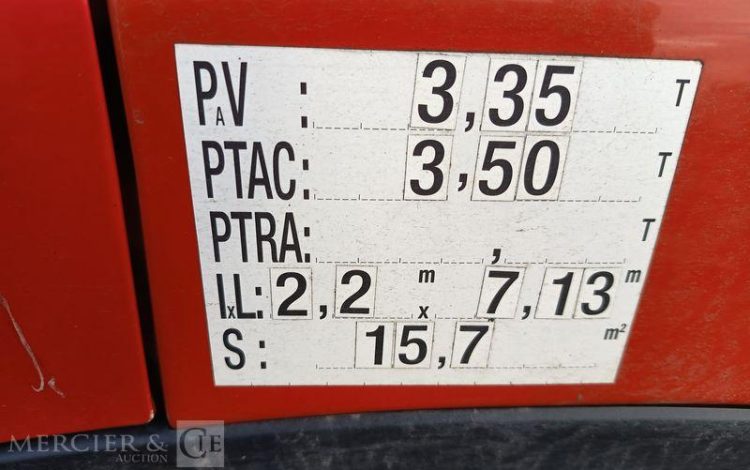 PAV : 3,35 T
PTAC: 3,50 T
PTRA: , T
IxL: 2,2 m x 7,13 m
S : 15,7 m²
MERCIER & CIE
AUCTION